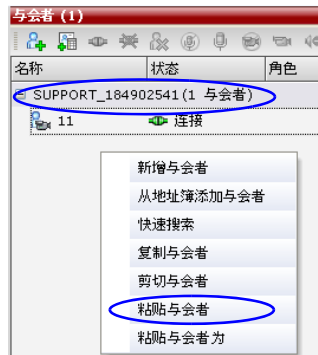 与会者 (1)
名称 状态 角色
SUPPORT_184902541(1 与会者)
11 连接
新增与会者
从地址簿添加与会者
快速搜索
复制与会者
剪切与会者
粘贴与会者
粘贴与会者为